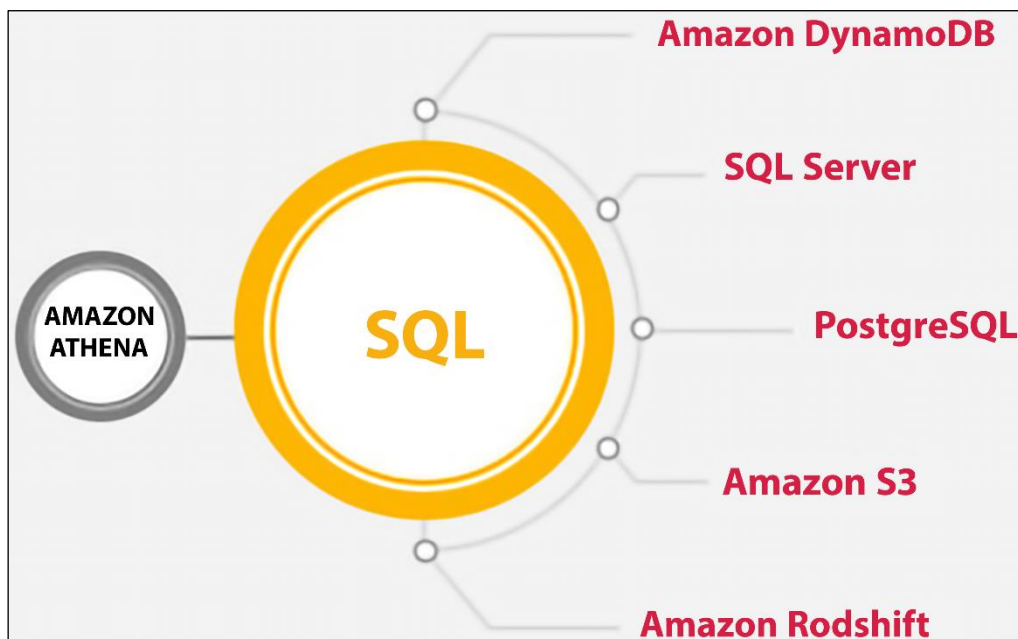 Amazon DynamoDB
SQL Server
AMAZON
ATHENA
SQL
PostgreSQL
Amazon S3
Amazon Rodshift